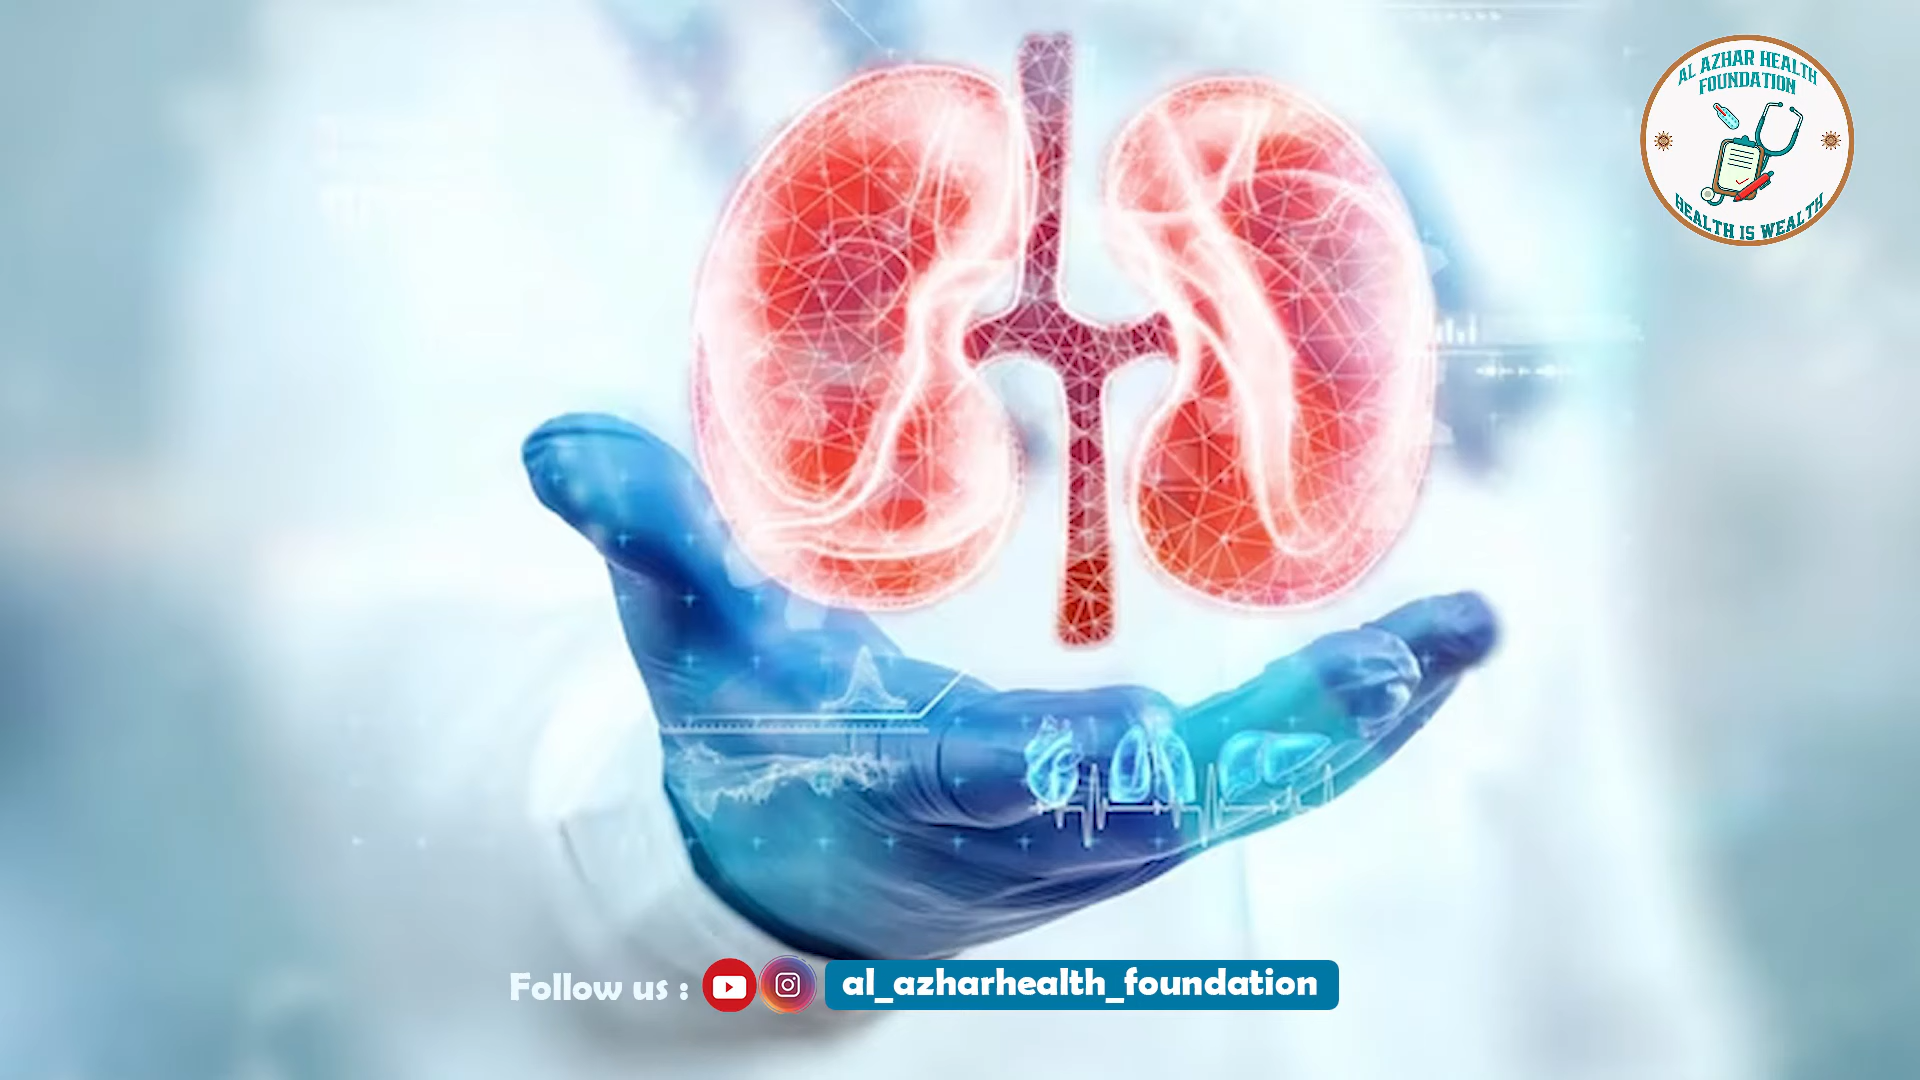 AL AZHAR HEALTH
FOUNDATION
HEALTH IS WEALTH
Follow us :
al_azharhealth_foundation